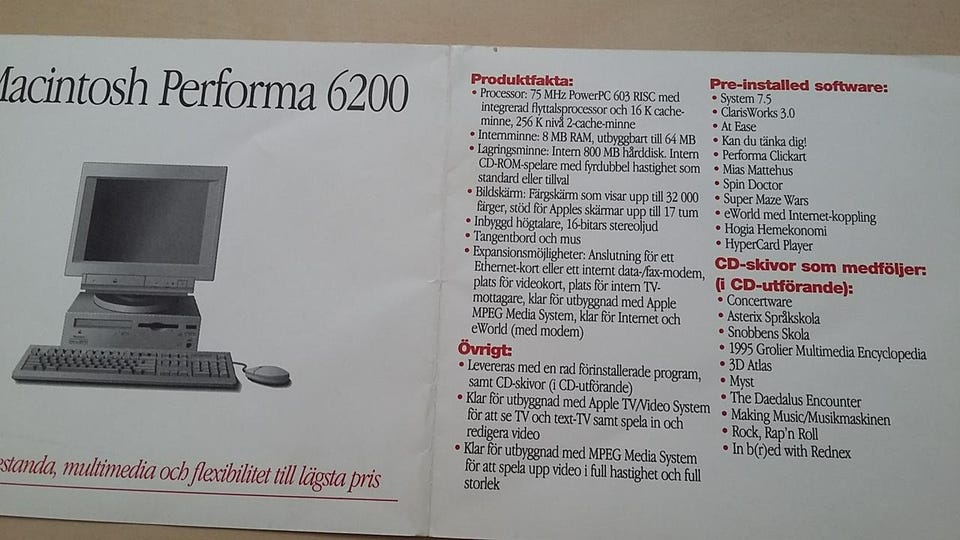 Macintosh Performa 6200
estanda, multimedia och flexibilitet till lägsta pris
Produktfakta:
• Processor: 75 MHz PowerPC 603 RISC med
integrerad flyttalsprocessor och 16 K cache-
minne, 256 K nivå 2-cache-minne
• Internminne: 8 MB RAM, utbyggbart till 64 MB
• Lagringsminne: Intern 800 MB hårddisk. Intern
CD-ROM-spelare med fyrdubbel hastighet som
standard eller tillval
• Bildskärm: Färgskärm som visar upp till 32 000
färger, stöd för Apples skärmar upp till 17 tum
• Inbyggd högtalare, 16-bitars stereoljud
• Tangentbord och mus
• Expansionsmöjligheter: Anslutning för ett
Ethernet-kort eller ett internt data-/fax-modem,
plats för videokort, plats för intern TV-
mottagare, klar för utbyggnad med Apple
MPEG Media System, klar för Internet och
eWorld (med modem)
Övrigt:
• Levereras med en rad förinstallerade program,
samt CD-skivor (i CD-utförande)
• Klar för utbyggnad med Apple TV/Video System
för att se TV och text-TV samt spela in och
redigera video
• Klar för utbyggnad med MPEG Media System
för att spela upp video i full hastighet och full
storlek
Pre-installed software:
• System 7.5
• ClarisWorks 3.0
• At Ease
• Kan du tänka dig!
• Performa Clickart
• Mias Mattehus
• Spin Doctor
• Super Maze Wars
• eWorld med Internet-koppling
• Hogia Hemekonomi
• HyperCard Player
CD-skivor som medföljer:
(i CD-utförande):
• Concertware
• Asterix Språkskola
• Snobbens Skola
• 1995 Grolier Multimedia Encyclopedia
• 3D Atlas
• Myst
• The Daedalus Encounter
• Making Music/Musikmaskinen
• Rock, Rap'n Roll
• In b(r)ed with Rednex